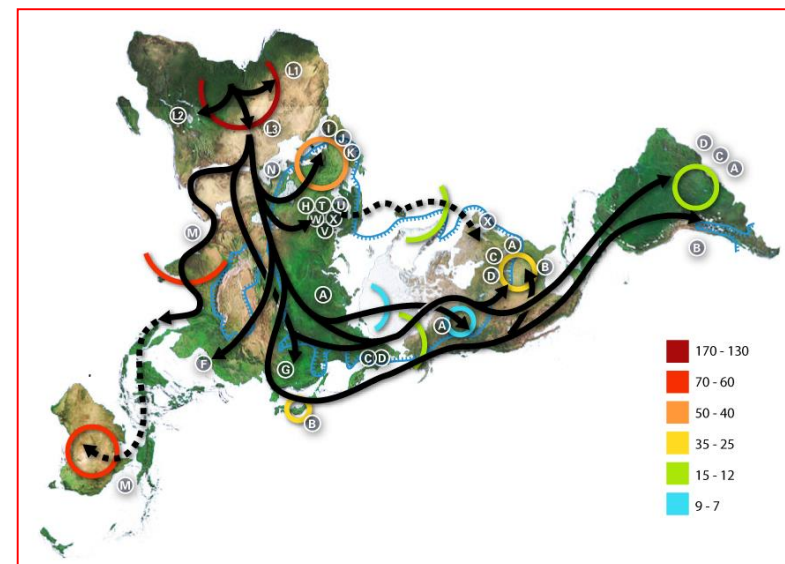 L1
L2
L3
I
J
K
N
H T U
W X
V
M
X
A
C
D
B
D
C
A
B
A
A
F
G
C D
B
M
170 - 130
70 - 60
50 - 40
35 - 25
15 - 12
9 - 7